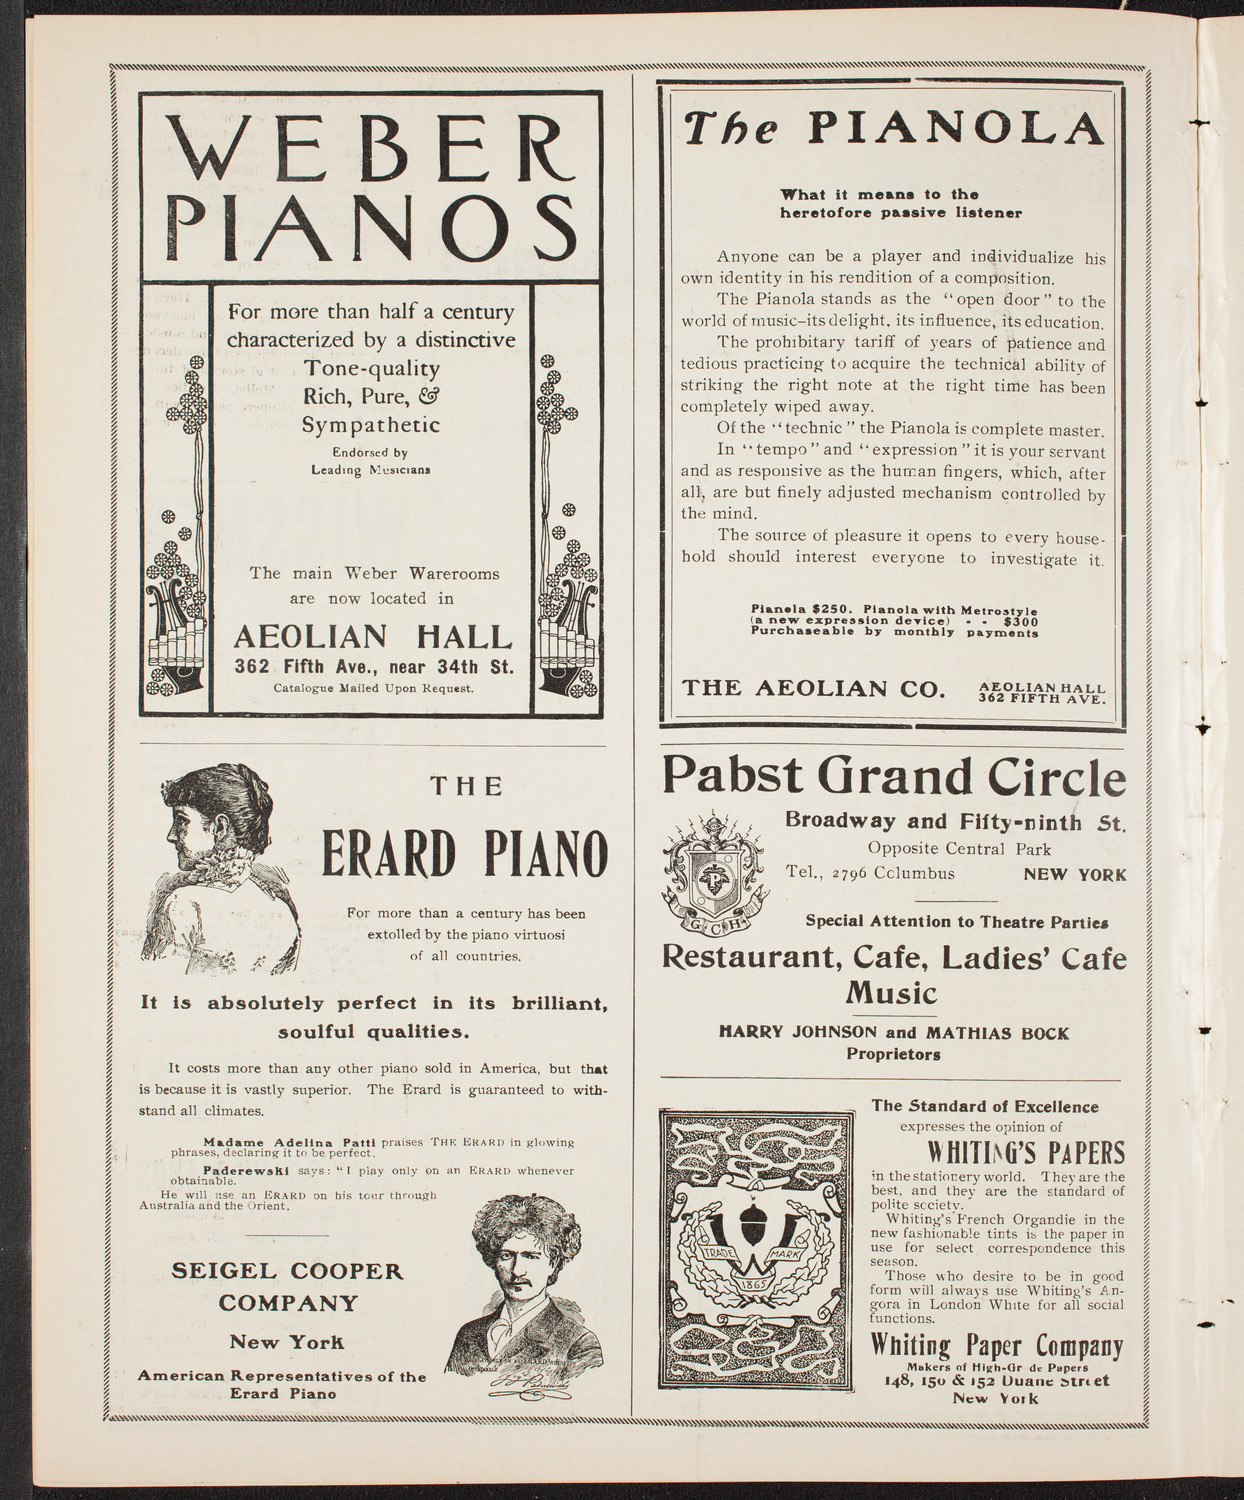 WEBER
PIANOS
For more than half a century
characterized by a distinctive
Tone-quality
Rich, Pure, &
Sympathetic
Endorsed by
Leading Musicians
The main Weber Warerooms
are now located in
AEOLIAN HALL
362 Fifth Ave., near 34th St.
Catalogue Mailed Upon Request.
The PIANOLA
What it means to the
heretofore passive listener
Anyone can be a player and individualize his
own identity in his rendition of a composition.
The Pianola stands as the "open door" to the
world of music—its delight, its influence, its education.
The prohibitary tariff of years of patience and
tedious practicing to acquire the technical ability of
striking the right note at the right time has been
completely wiped away.
Of the "technic" the Pianola is complete master.
In "tempo" and "expression" it is your servant
and as responsive as the human fingers, which, after
all, are but finely adjusted mechanism controlled by
the mind.
The source of pleasure it opens to every house-
hold should interest everyone to investigate it.
Pianola $250. Pianola with Metrostyle
(a new expression device) - - $300
Purchaseable by monthly payments
THE AEOLIAN CO. AEOLIAN HALL
362 FIFTH AVE.
THE
ERARD PIANO
For more than a century has been
extolled by the piano virtuosi
of all countries.
It is absolutely perfect in its brilliant,
soulful qualities.
It costs more than any other piano sold in America, but that
is because it is vastly superior. The Erard is guaranteed to with-
stand all climates.
Madame Adelina Patti praises THE ERARD in glowing
phrases, declaring it to be perfect.
Paderewski says: "I play only on an ERARD whenever
obtainable.
He will use an ERARD on his tour through
Australia and the Orient.
SEIGEL COOPER
COMPANY
New York
American Representatives of the
Erard Piano
Pabst Grand Circle
Broadway and Fifty-ninth St.
Opposite Central Park
Tel., 2796 Columbus NEW YORK
P
G C H
Special Attention to Theatre Parties
Restaurant, Cafe, Ladies' Cafe
Music
HARRY JOHNSON and MATHIAS BOCK
Proprietors
TRADE MARK
1865
The Standard of Excellence
expresses the opinion of
WHITING'S PAPERS
in the stationery world. They are the
best, and they are the standard of
polite society.
Whiting's French Organdie in the
new fashionable tints is the paper in
use for select correspondence this
season.
Those who desire to be in good
form will always use Whiting's An-
gora in London White for all social
functions.
Whiting Paper Company
Makers of High-Gr de Papers
148, 150 & 152 Duane Street
New York